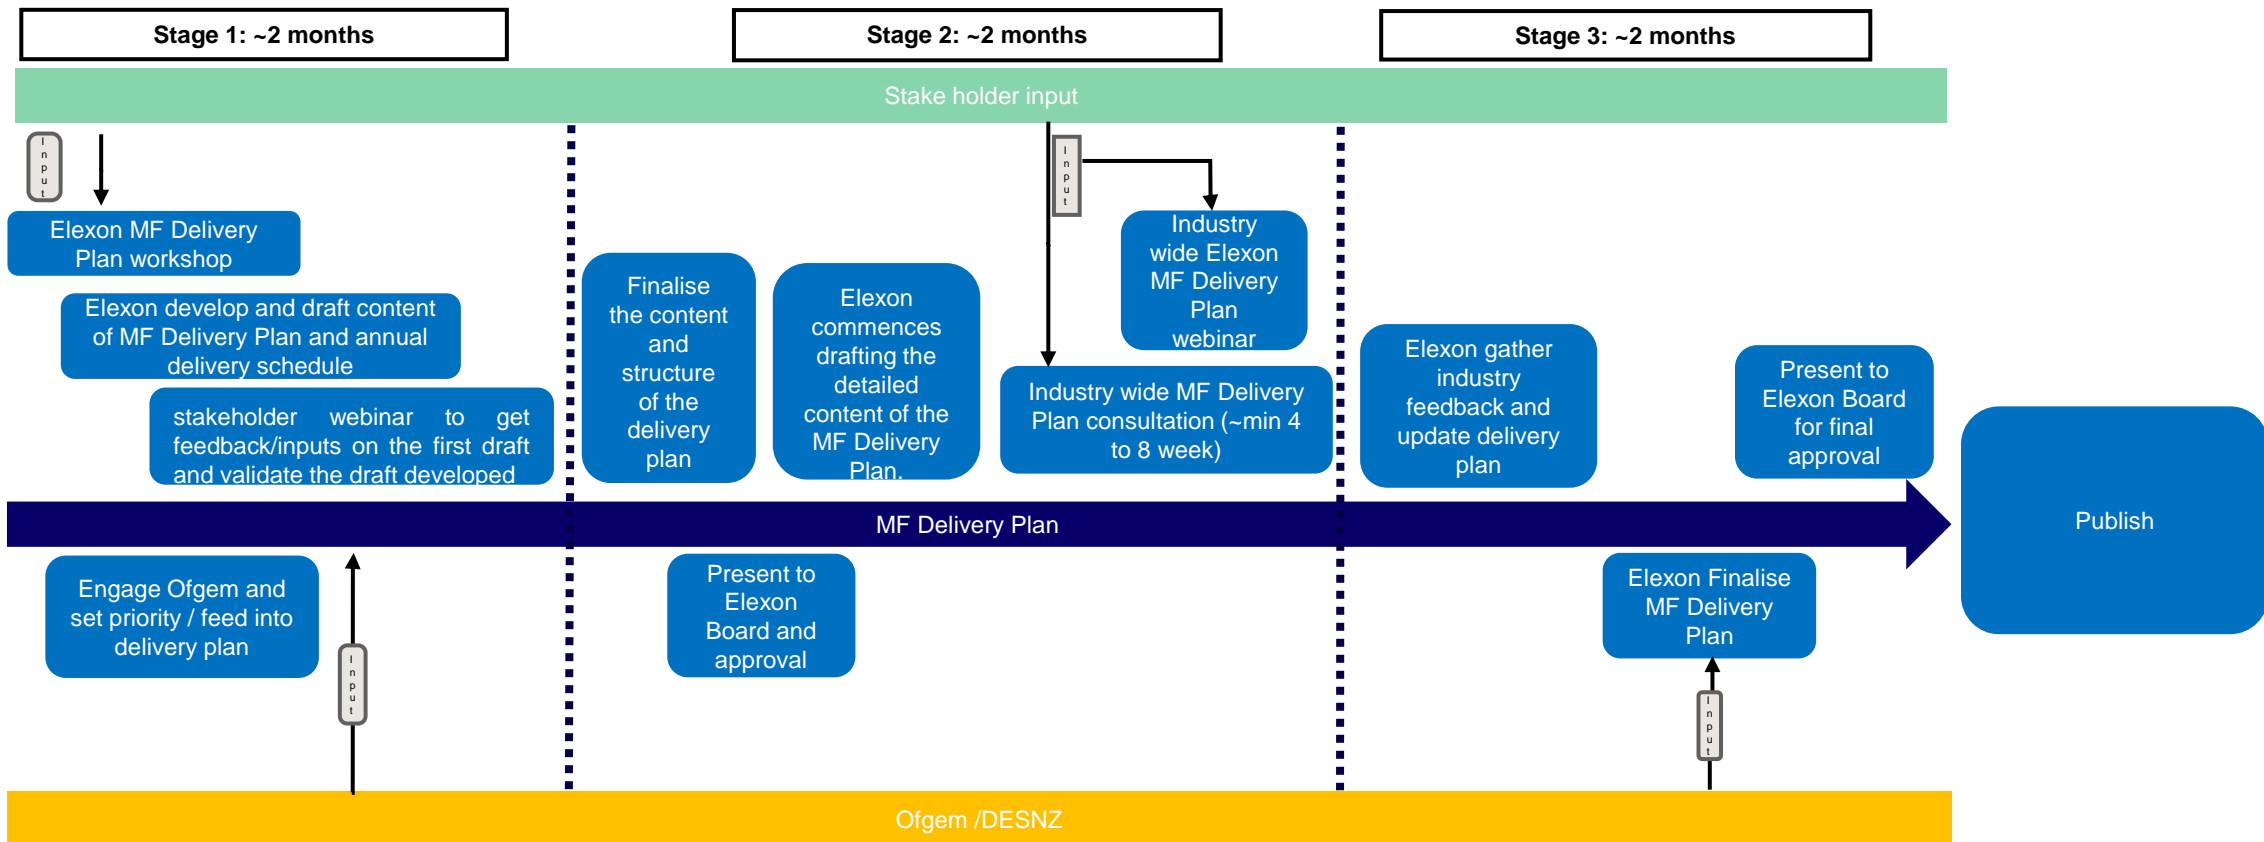 Stage 1: ~2 months
Stage 2: ~2 months
Stage 3: ~2 months
Stake holder input
Input
Elexon MF Delivery
Plan workshop
Elexon develop and draft content
of MF Delivery Plan and annual
delivery schedule
stakeholder webinar to get
feedback/inputs on the first draft
and validate the draft developed
Finalise
the content
and
structure
of the
delivery
plan
Elexon
commences
drafting the
detailed
content of the
MF Delivery
Plan.
Input
Industry
wide Elexon
MF Delivery
Plan
webinar
Industry wide MF Delivery
Plan consultation (~min 4
to 8 week)
Elexon gather
industry
feedback and
update delivery
plan
Present to
Elexon Board
for final
approval
MF Delivery Plan
Publish
Engage Ofgem and
set priority / feed into
delivery plan
Input
Present to
Elexon
Board and
approval
Elexon Finalise
MF Delivery
Plan
Input
Ofgem /DESNZ